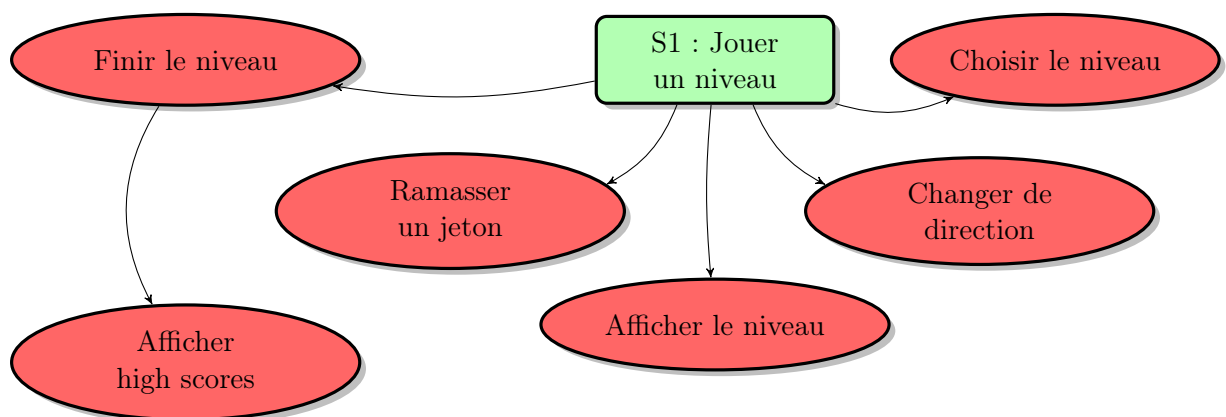 Finir le niveau
S1 : Jouer
un niveau
Choisir le niveau
Ramasser
un jeton
Changer de
direction
Afficher le niveau
Afficher
high scores